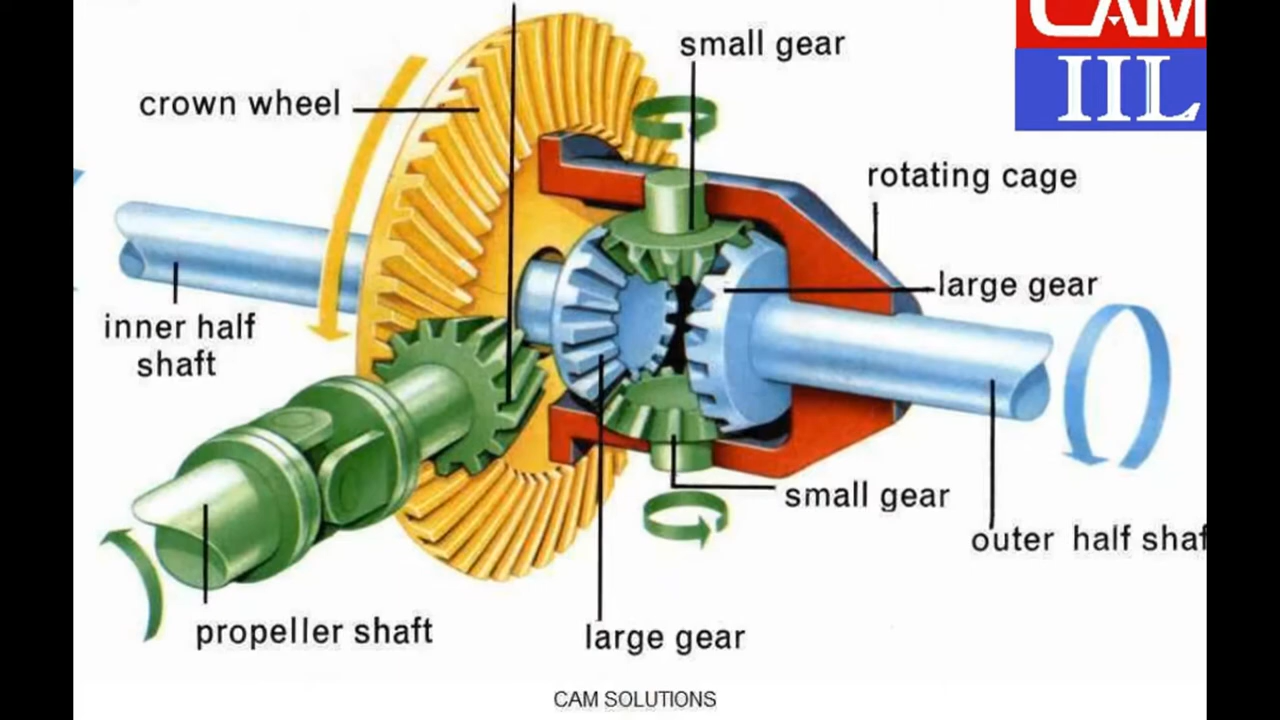 CAM
IIL
small gear
crown wheel
rotating cage
large gear
inner half
shaft
small gear
outer half shaf
propeller shaft
large gear
CAM SOLUTIONS